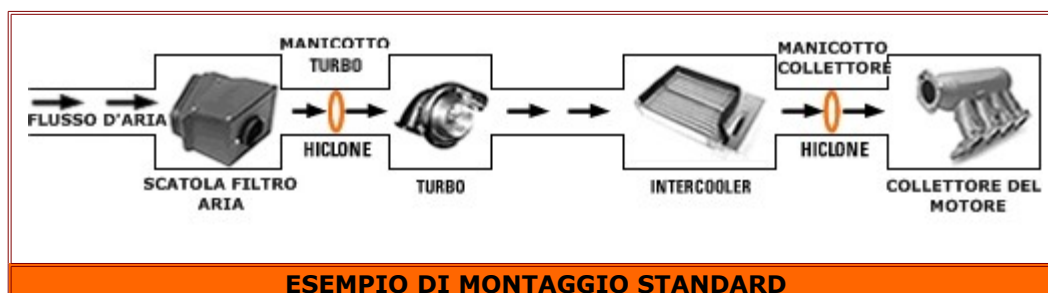 MANICOTTO
TURBO
MANICOTTO
COLLETTORE
FLUSSO D'ARIA
HICLONE
HICLONE
SCATOLA FILTRO
ARIA
TURBO
INTERCOOLER
COLLETTORE DEL
MOTORE
ESEMPIO DI MONTAGGIO STANDARD